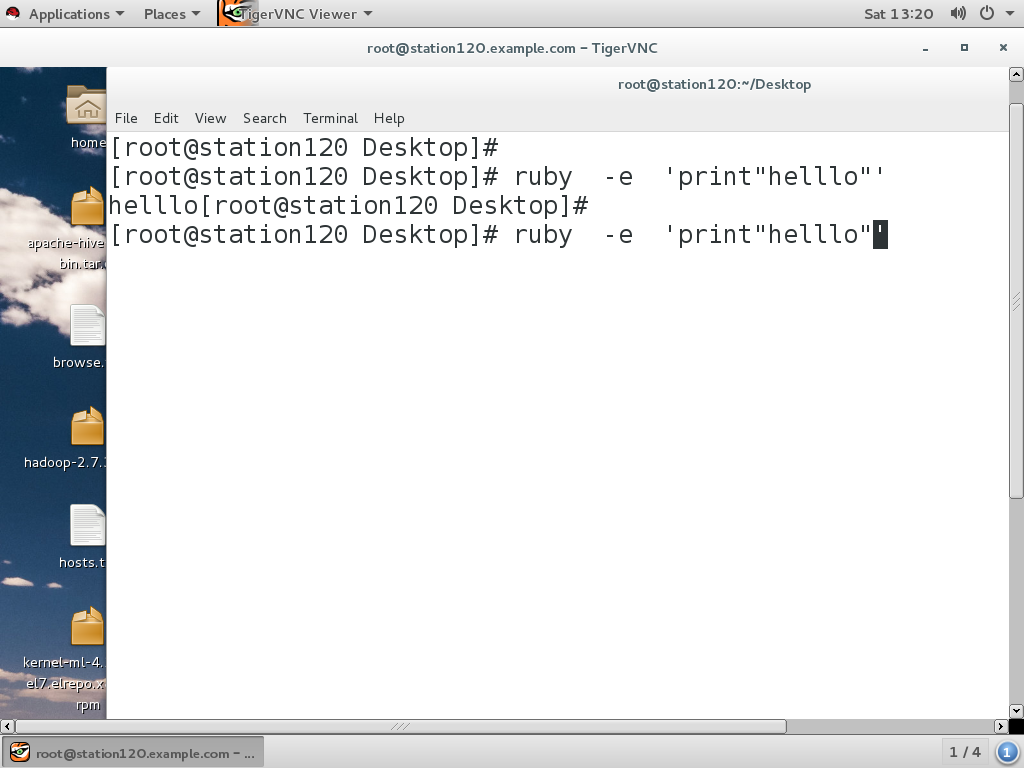 Applications Places TigerVNC Viewer Sat 13:20
root@station120.example.com - TigerVNC
root@station120:~/Desktop
File Edit View Search Terminal Help
[root@station120 Desktop]#
[root@station120 Desktop]# ruby  -e  'print"helllo"'
helllo[root@station120 Desktop]#
[root@station120 Desktop]# ruby  -e  'print"helllo"'
home
apache-hive
bin.tar.
browse.
hadoop-2.7.
hosts.t
kernel-ml-4.
el7.elrepo.x
rpm
root@station120.example.com - ...
1 / 4
1